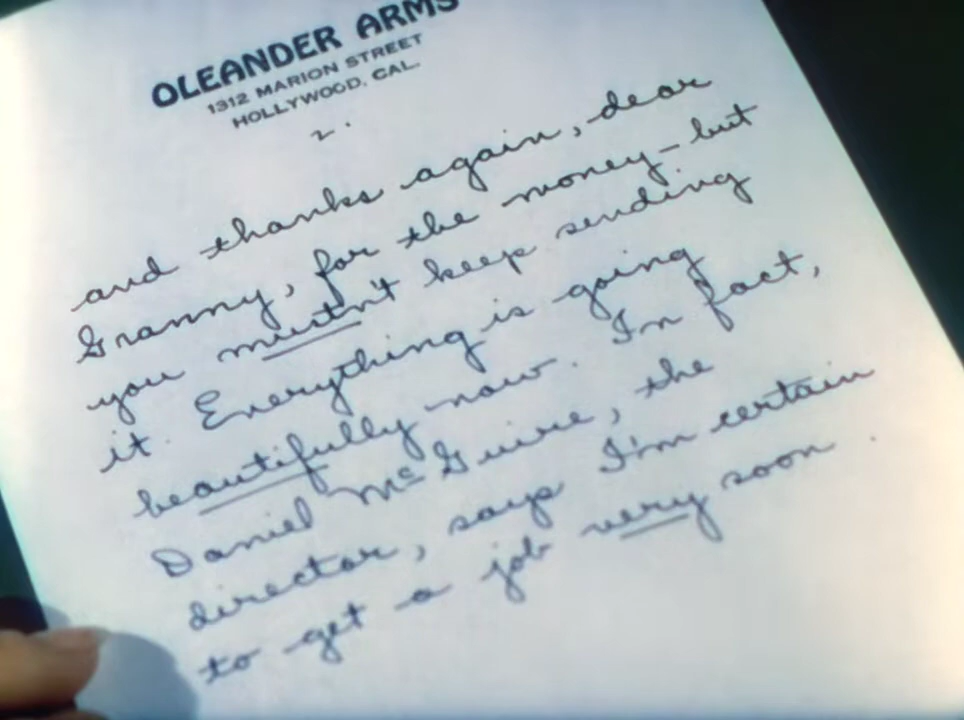 OLEANDER ARMS
1312 MARION STREET
HOLLYWOOD, CAL.
2.
and thanks again, dear
Granny, for the money - but
you mustn't keep sending
it. Everything is going
beautifully now. In fact,
Daniel McGuire, the
director, says I'm certain
to get a job very soon.